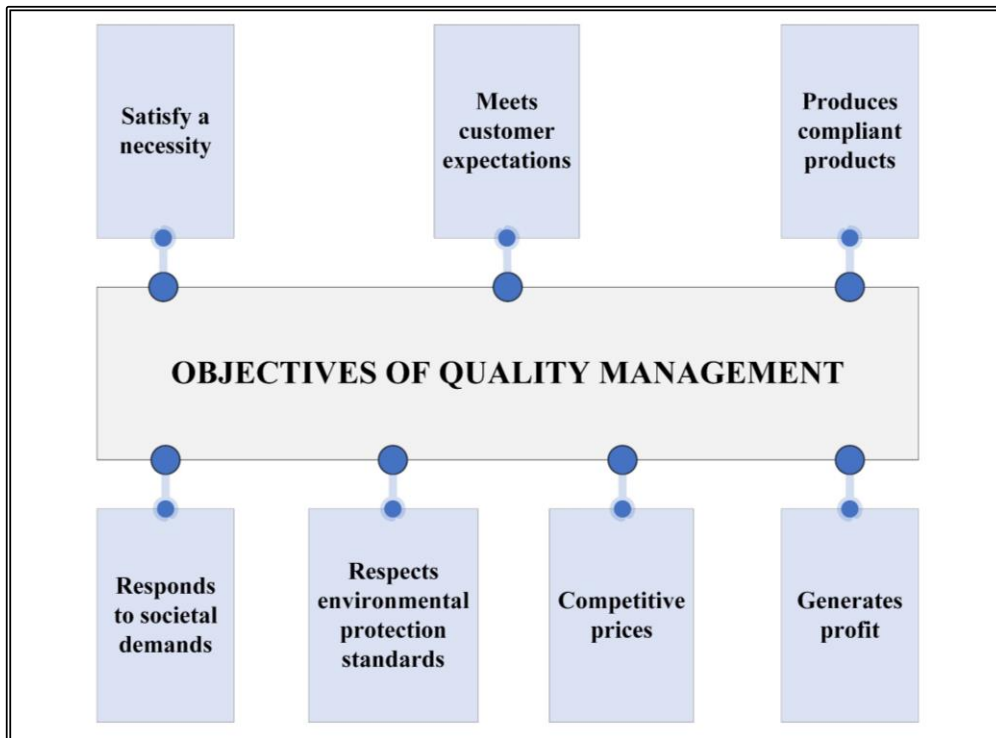 Satisfy a
necessity
Meets
customer
expectations
Produces
compliant
products
OBJECTIVES OF QUALITY MANAGEMENT
Responds
to societal
demands
Respects
environmental
protection
standards
Competitive
prices
Generates
profit